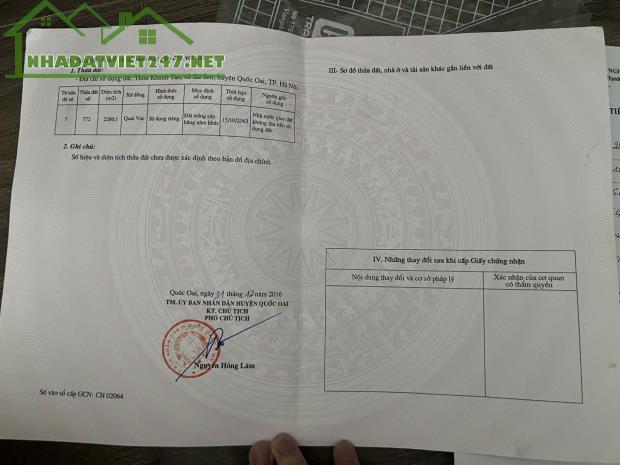 NHADATVIET247.NET
1. Thửa đất:
- Địa chỉ sử dụng đất: Thôn Khánh Tân, xã Sài Sơn, huyện Quốc Oai, TP. Hà Nội.
Tờ bản đồ số | Thửa đất số | Diện tích (m2) | Xứ đồng | Hình thức sử dụng | Mục đích sử dụng | Thời hạn sử dụng | Nguồn gốc sử dụng
772 | 2280,1 | Quai Vạc | Sử dụng riêng | Đất trồng cây hàng năm khác | 15/10/2063 | Nhà nước giao đất không thu tiền sử dụng đất
2. Ghi chú:
Số hiệu và diện tích thửa đất chưa được xác định theo bản đồ địa chính
Quốc Oai, ngày 31 tháng 12 năm 2016
TM. ỦY BAN NHÂN DÂN HUYỆN QUỐC OAI
KT. CHỦ TỊCH
PHÓ CHỦ TỊCH
Nguyễn Hồng Lâm
Số vào sổ cấp GCN: CH 02064
III- Sơ đồ thửa đất, nhà ở và tài sản khác gắn liền với đất
IV. Những thay đổi sau khi cấp Giấy chứng nhận
Nội dung thay đổi và cơ sở pháp lý | Xác nhận của cơ quan có thẩm quyền